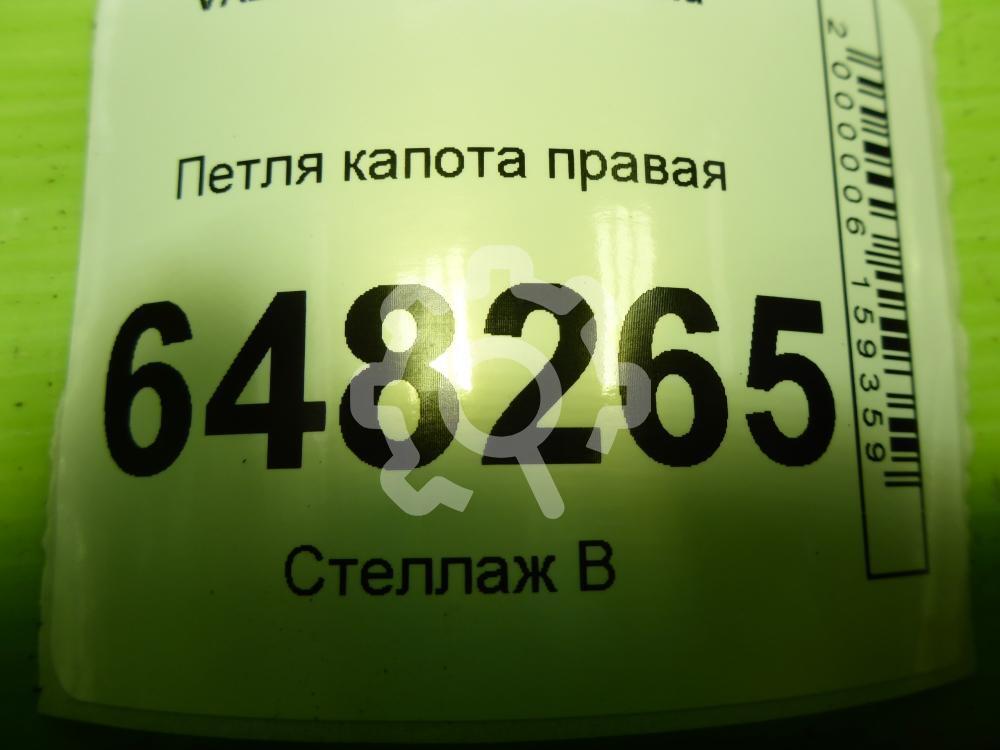 Петля капота правая
648265
Стеллаж В
2000006159359